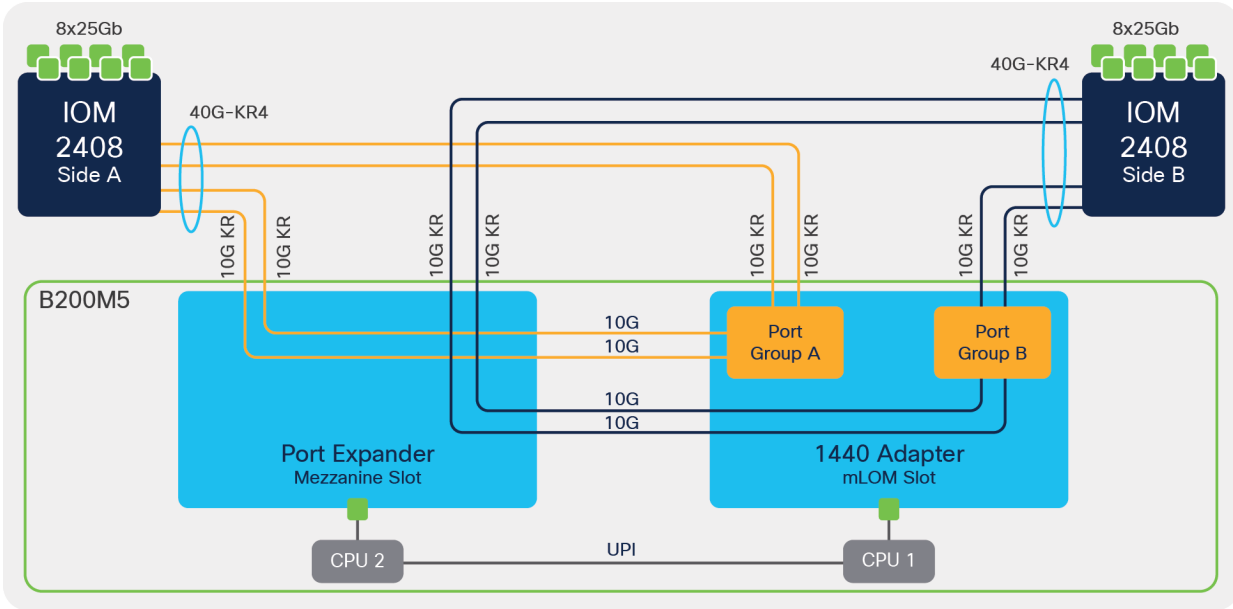 8x25Gb
8x25Gb
40G-KR4
IOM
2408
Side A
40G-KR4
IOM
2408
Side B
10G KR
10G KR
10G KR
10G KR
10G KR
10G KR
10G KR
10G KR
B200M5
10G
10G
Port
Group A
Port
Group B
10G
10G
Port Expander
Mezzanine Slot
1440 Adapter
mLOM Slot
UPI
CPU 2
CPU 1